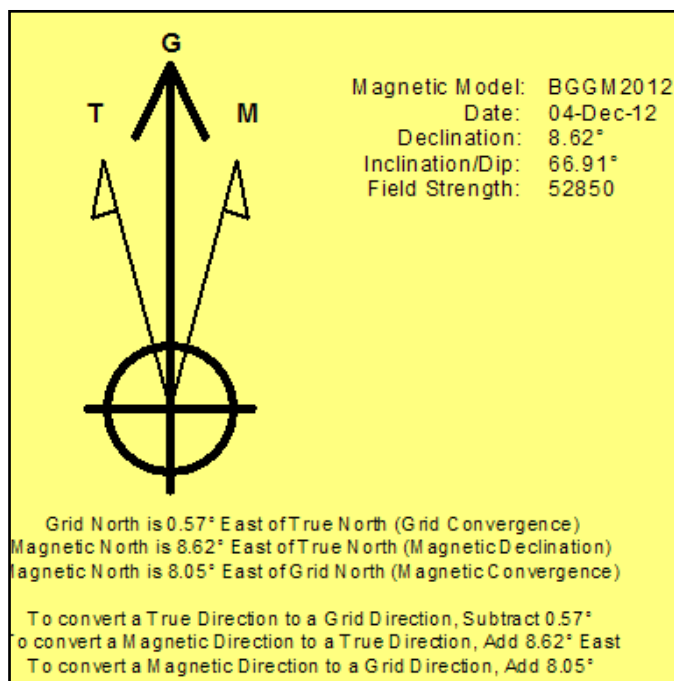 G
T
M
Magnetic Model: BGGM2012
Date: 04-Dec-12
Declination: 8.62°
Inclination/Dip: 66.91°
Field Strength: 52850
Grid North is 0.57° East of True North (Grid Convergence)
Magnetic North is 8.62° East of True North (Magnetic Declination)
Magnetic North is 8.05° East of Grid North (Magnetic Convergence)
To convert a True Direction to a Grid Direction, Subtract 0.57°
To convert a Magnetic Direction to a True Direction, Add 8.62° East
To convert a Magnetic Direction to a Grid Direction, Add 8.05°